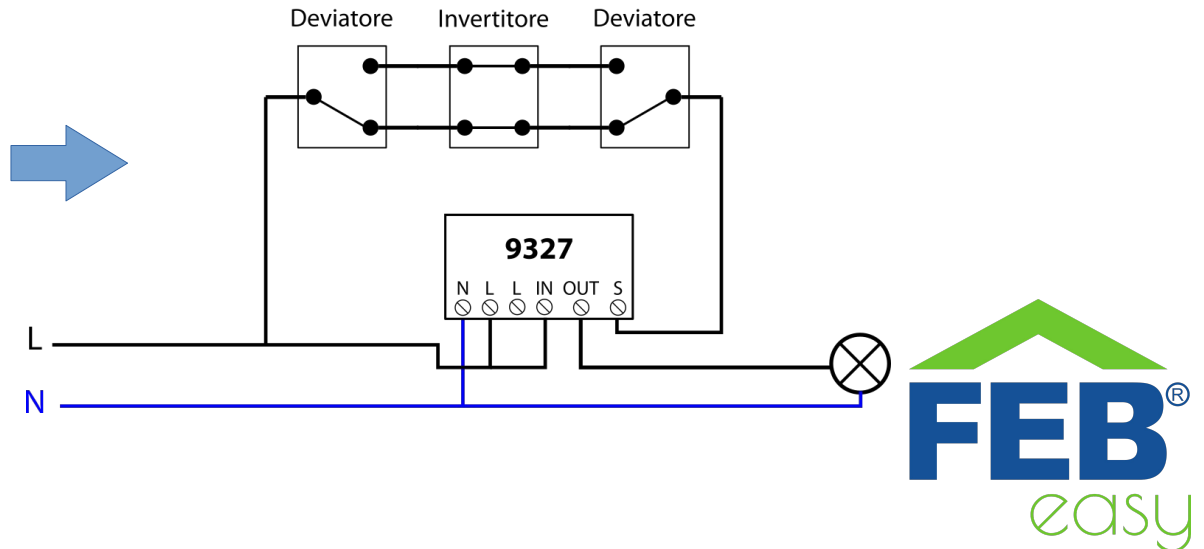 Deviatore Invertitore Deviatore
9327
N L L IN OUT S
L
N
FEB®
easy